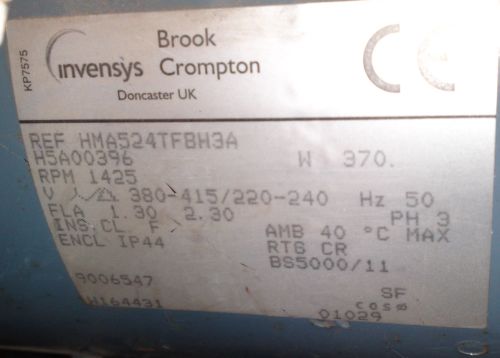 KP7575
Brook
invensys Crompton
Doncaster UK
CE
REF HMA524TFBH3A
H5A00396 W 370.
RPM 1425
V 380-415/220-240 Hz 50
FLA 1.30 2.30 PH 3
INS.CL F AMB 40 °C MAX
ENCL IP44 RTG CR
BS5000/11
9006547 SF
W164431 cos∞
01029